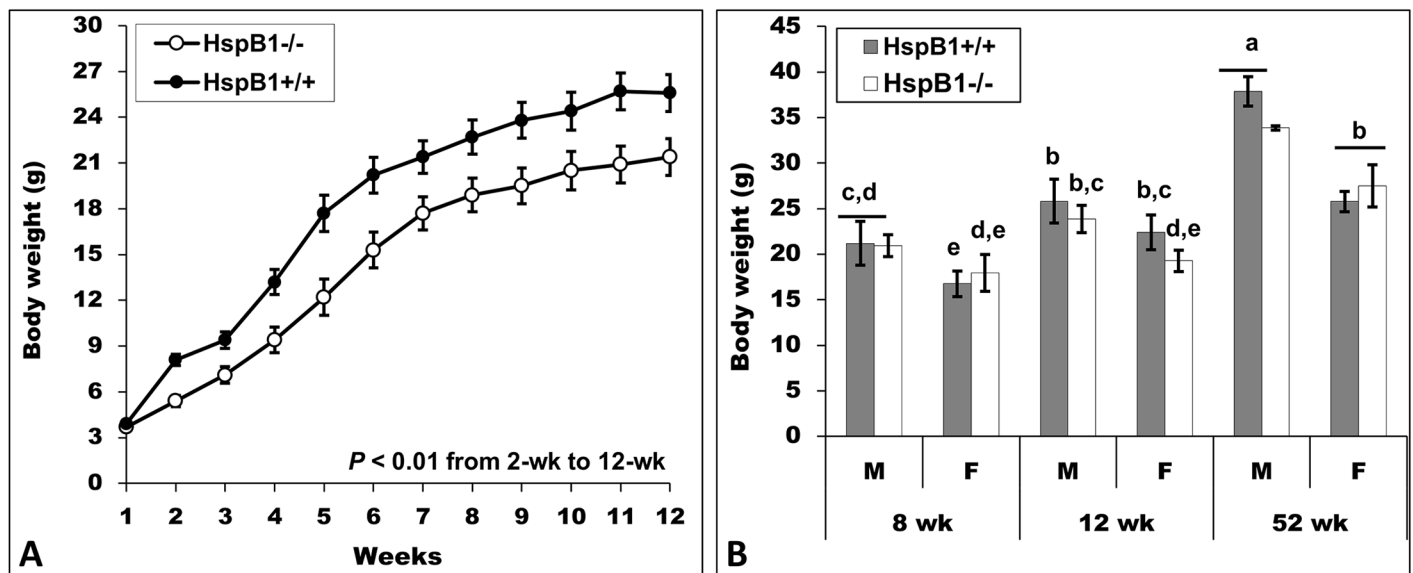 30
27
24
21
18
15
12
9
6
3
0
Body weight (g)
HspB1-/-
HspB1+/+
P < 0.01 from 2-wk to 12-wk
1 2 3 4 5 6 7 8 9 10 11 12
Weeks
A
45
40
35
30
25
20
15
10
5
0
Body weight (g)
HspB1+/+
HspB1-/-
a
b
b
b,c
b,c
c,d
d,e
d,e
e
M F M F M F
8 wk 12 wk 52 wk
B